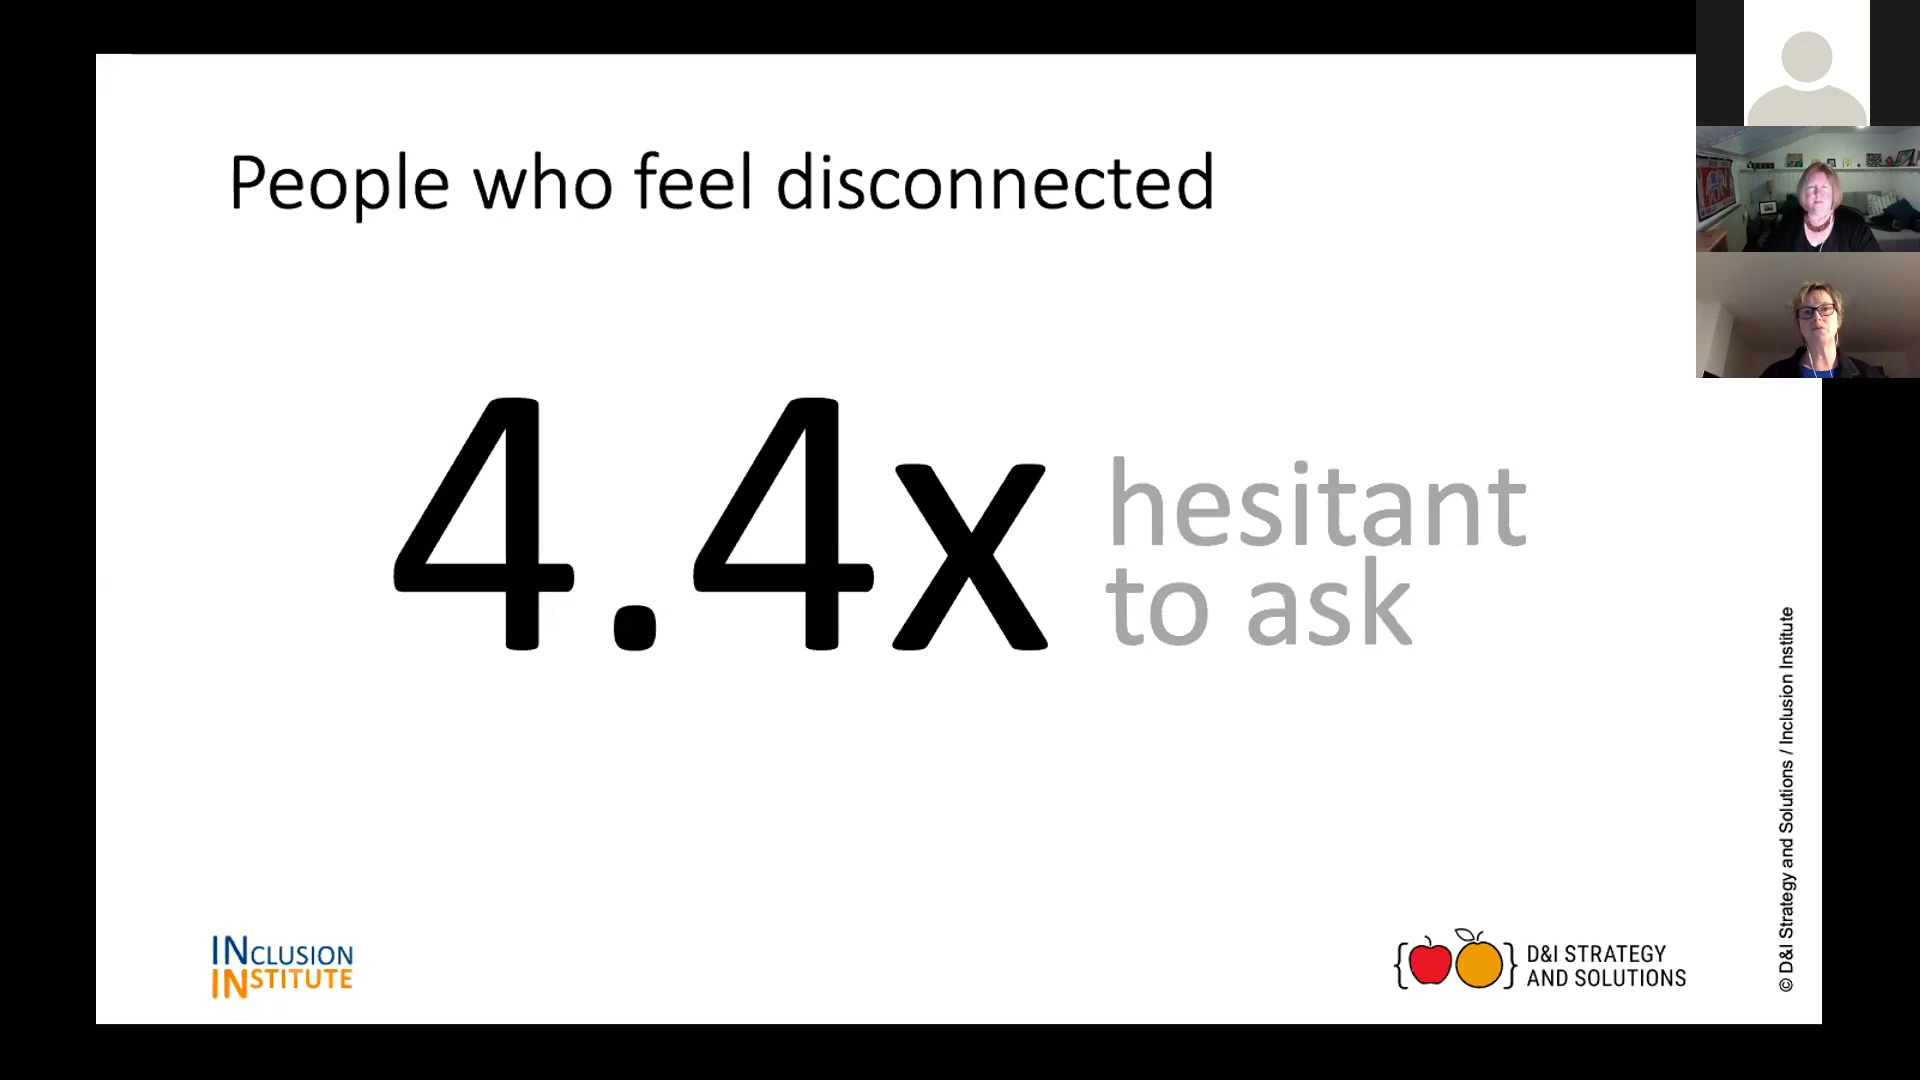 People who feel disconnected
4.4x
hesitant
to ask
© D&I Strategy and Solutions / Inclusion Institute
INCLUSION
INSTITUTE
D&I STRATEGY
AND SOLUTIONS